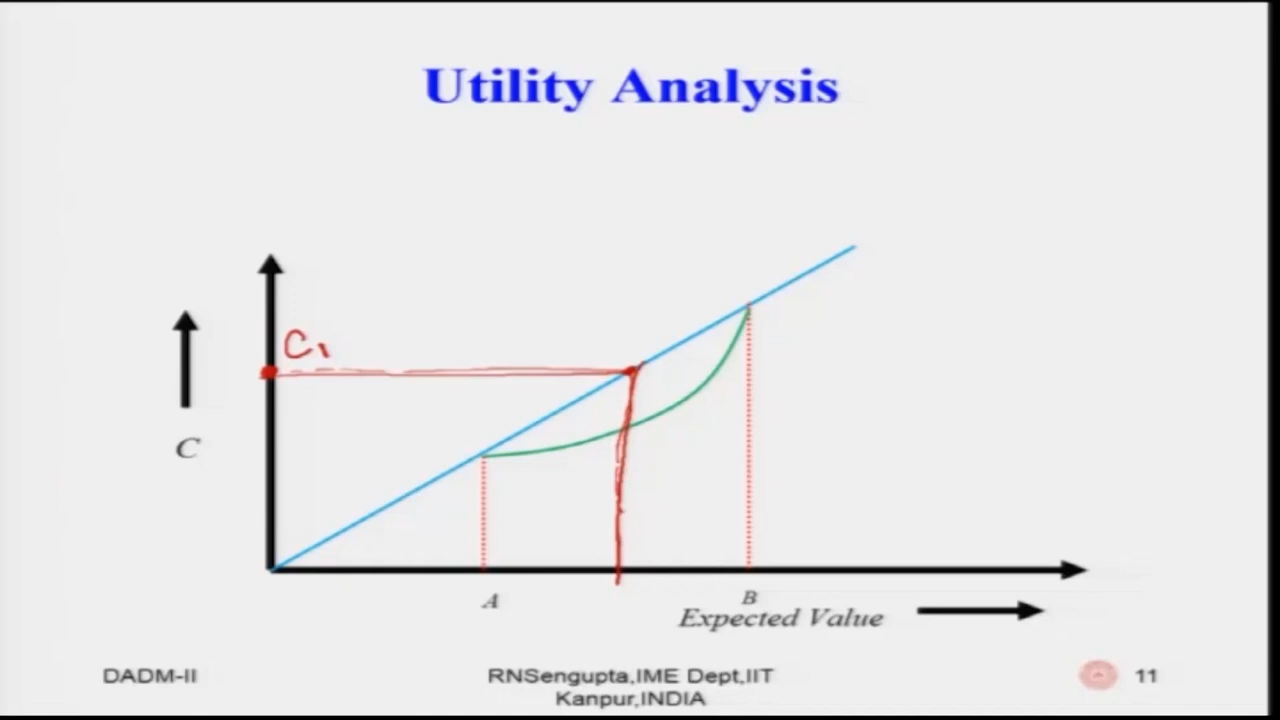 Utility Analysis
C₁
C
A
B
Expected Value
DADM-II
RNSengupta,IME Dept,IIT
Kanpur,INDIA
11